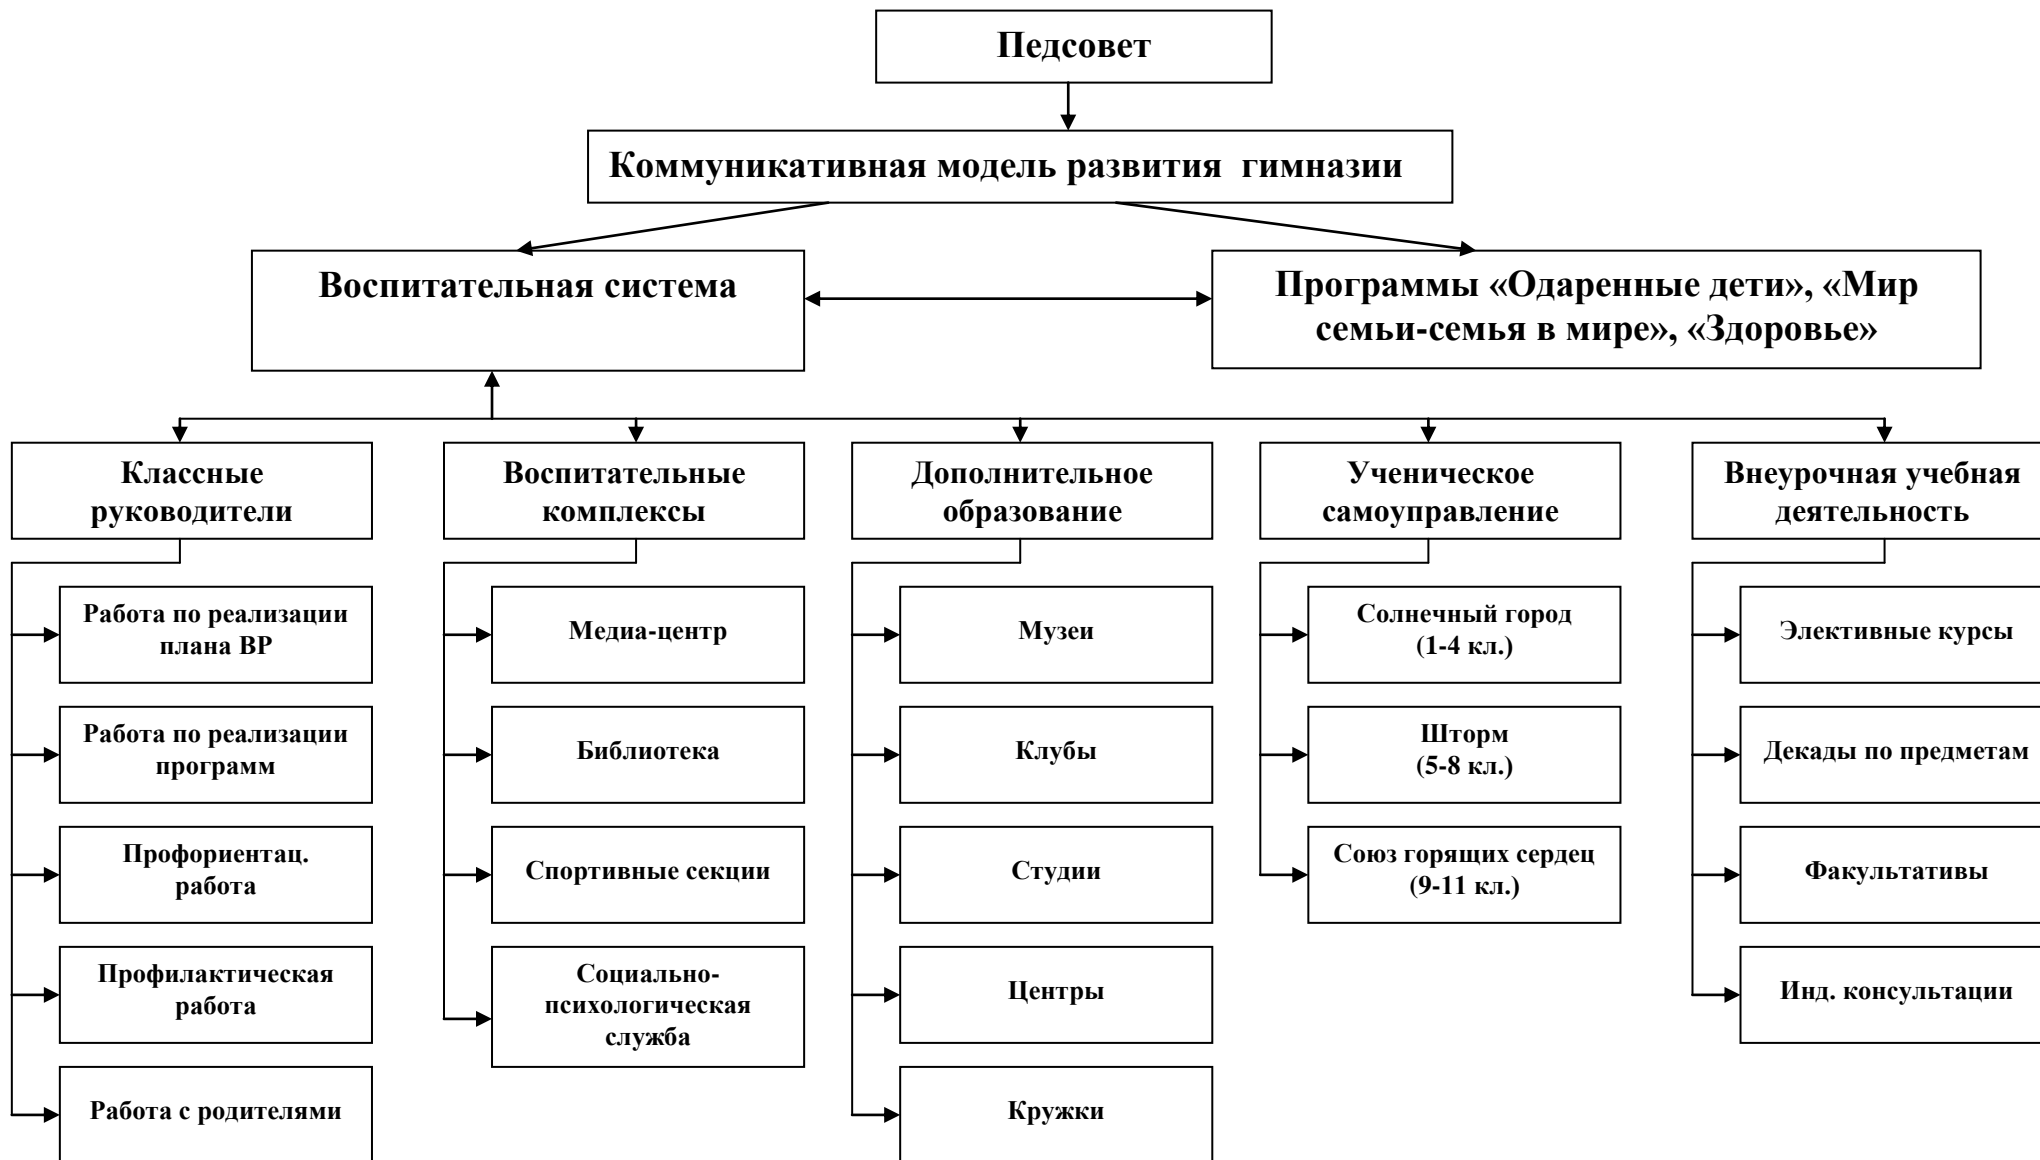 Педсовет
Коммуникативная модель развития  гимназии
Воспитательная система
Программы «Одаренные дети», «Мир
семьи-семья в мире», «Здоровье»
Классные
руководители
Работа по реализации
плана ВР
Работа по реализации
программ
Профориентац.
работа
Профилактическая
работа
Работа с родителями
Воспитательные
комплексы
Медиа-центр
Библиотека
Спортивные секции
Социально-
психологическая
служба
Дополнительное
образование
Музеи
Клубы
Студии
Центры
Кружки
Ученическое
самоуправление
Солнечный город
(1-4 кл.)
Шторм
(5-8 кл.)
Союз горящих сердец
(9-11 кл.)
Внеурочная учебная
деятельность
Элективные курсы
Декады по предметам
Факультативы
Инд. консультации